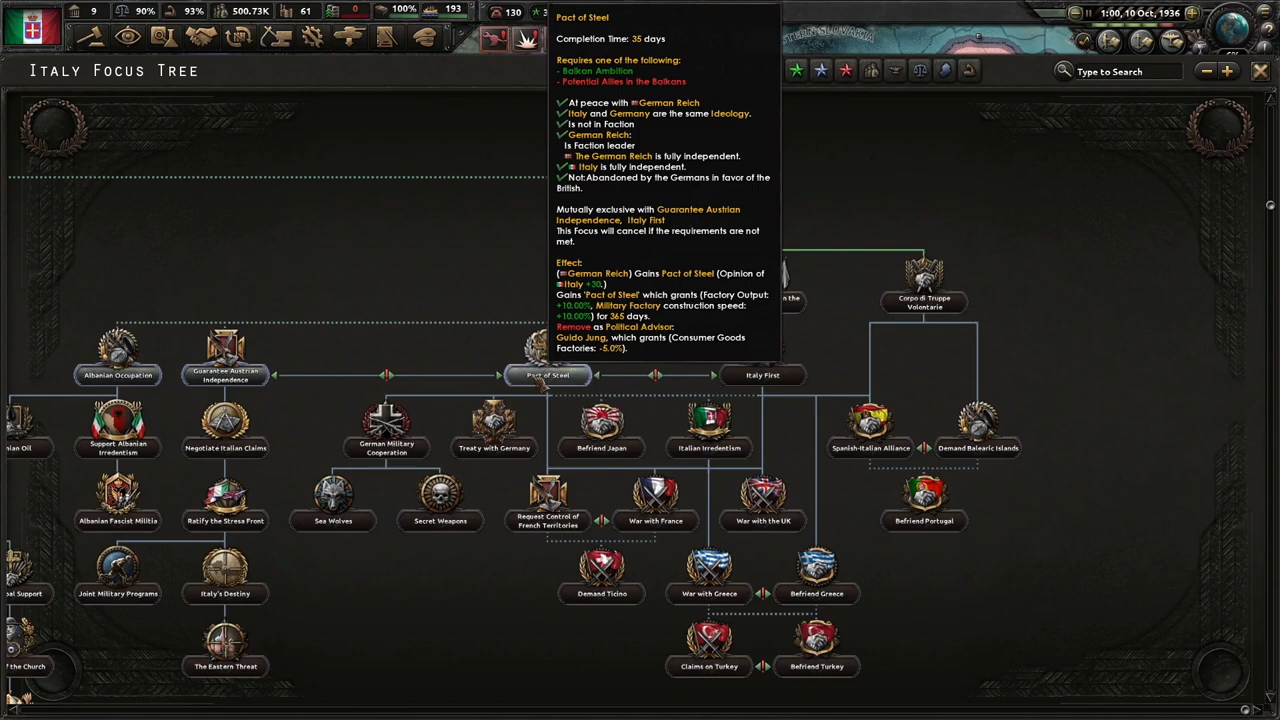 9
90%
93%
500.73K
61
0
100%
193
130
1:00, 10 Oct, 1936
ITALY FOCUS TREE
Type to Search
Pact of Steel
Completion Time: 35 days
Requires one of the following:
- Balkan Ambition
- Potential Allies in the Balkans
At peace with German Reich
Italy and Germany are the same Ideology.
Is not in Faction
German Reich:
Is Faction leader
The German Reich is fully independent.
Italy is fully independent.
Not:Abandoned by the Germans in favor of the
British.
Mutually exclusive with Guarantee Austrian
Independence, Italy First
This Focus will cancel if the requirements are not
met.
Effect:
(German Reich) Gains Pact of Steel (Opinion of
Italy +30.)
Gains 'Pact of Steel' which grants (Factory Output:
+10.00%, Military Factory construction speed:
+10.00%) for 365 days.
Remove as Political Advisor:
Guido Jung, which grants (Consumer Goods
Factories: -5.0%).
Corpo di Truppe
Volontarie
Albanian Occupation
Guarantee Austrian
Independence
Pact of Steel
Italy First
Support Albanian
Irredentism
Negotiate Italian Claims
German Military
Cooperation
Treaty with Germany
Befriend Japan
Italian Irredentism
Spanish-Italian Alliance
Demand Balearic Islands
Albanian Fascist Militia
Ratify the Stresa Front
Sea Wolves
Secret Weapons
Request Control of
French Territories
War with France
War with the UK
Befriend Portugal
Joint Military Programs
Italy's Destiny
Demand Ticino
War with Greece
Befriend Greece
The Eastern Threat
Claims on Turkey
Befriend Turkey